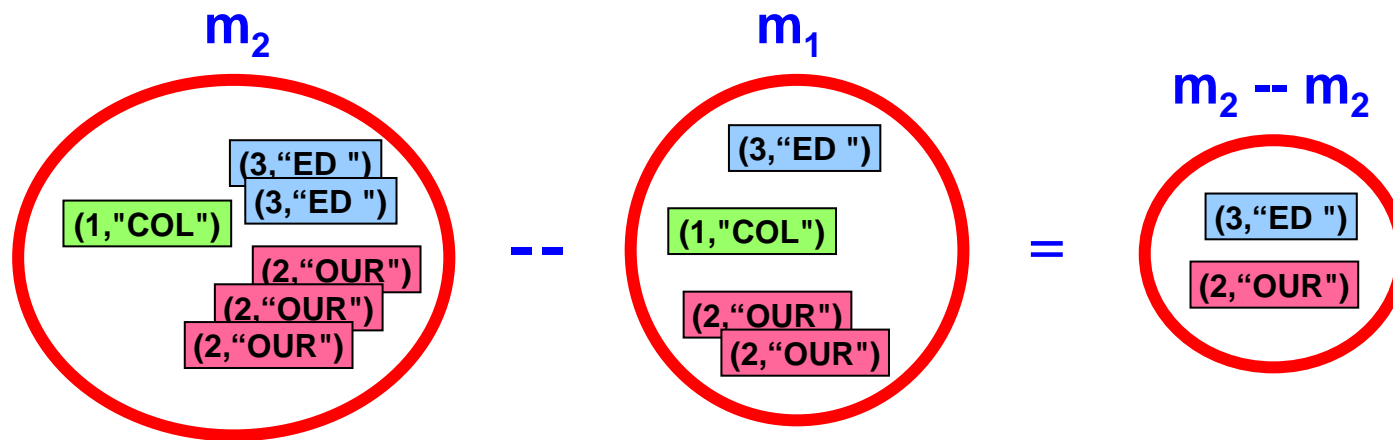 m₂
m₁
m₂ -- m₂
(3,“ED ")
(3,“ED ")
(1,"COL")
(2,“OUR")
(2,“OUR")
(2,“OUR")
--
(3,“ED ")
(1,"COL")
(2,“OUR")
(2,“OUR")
=
(3,“ED ")
(2,“OUR")